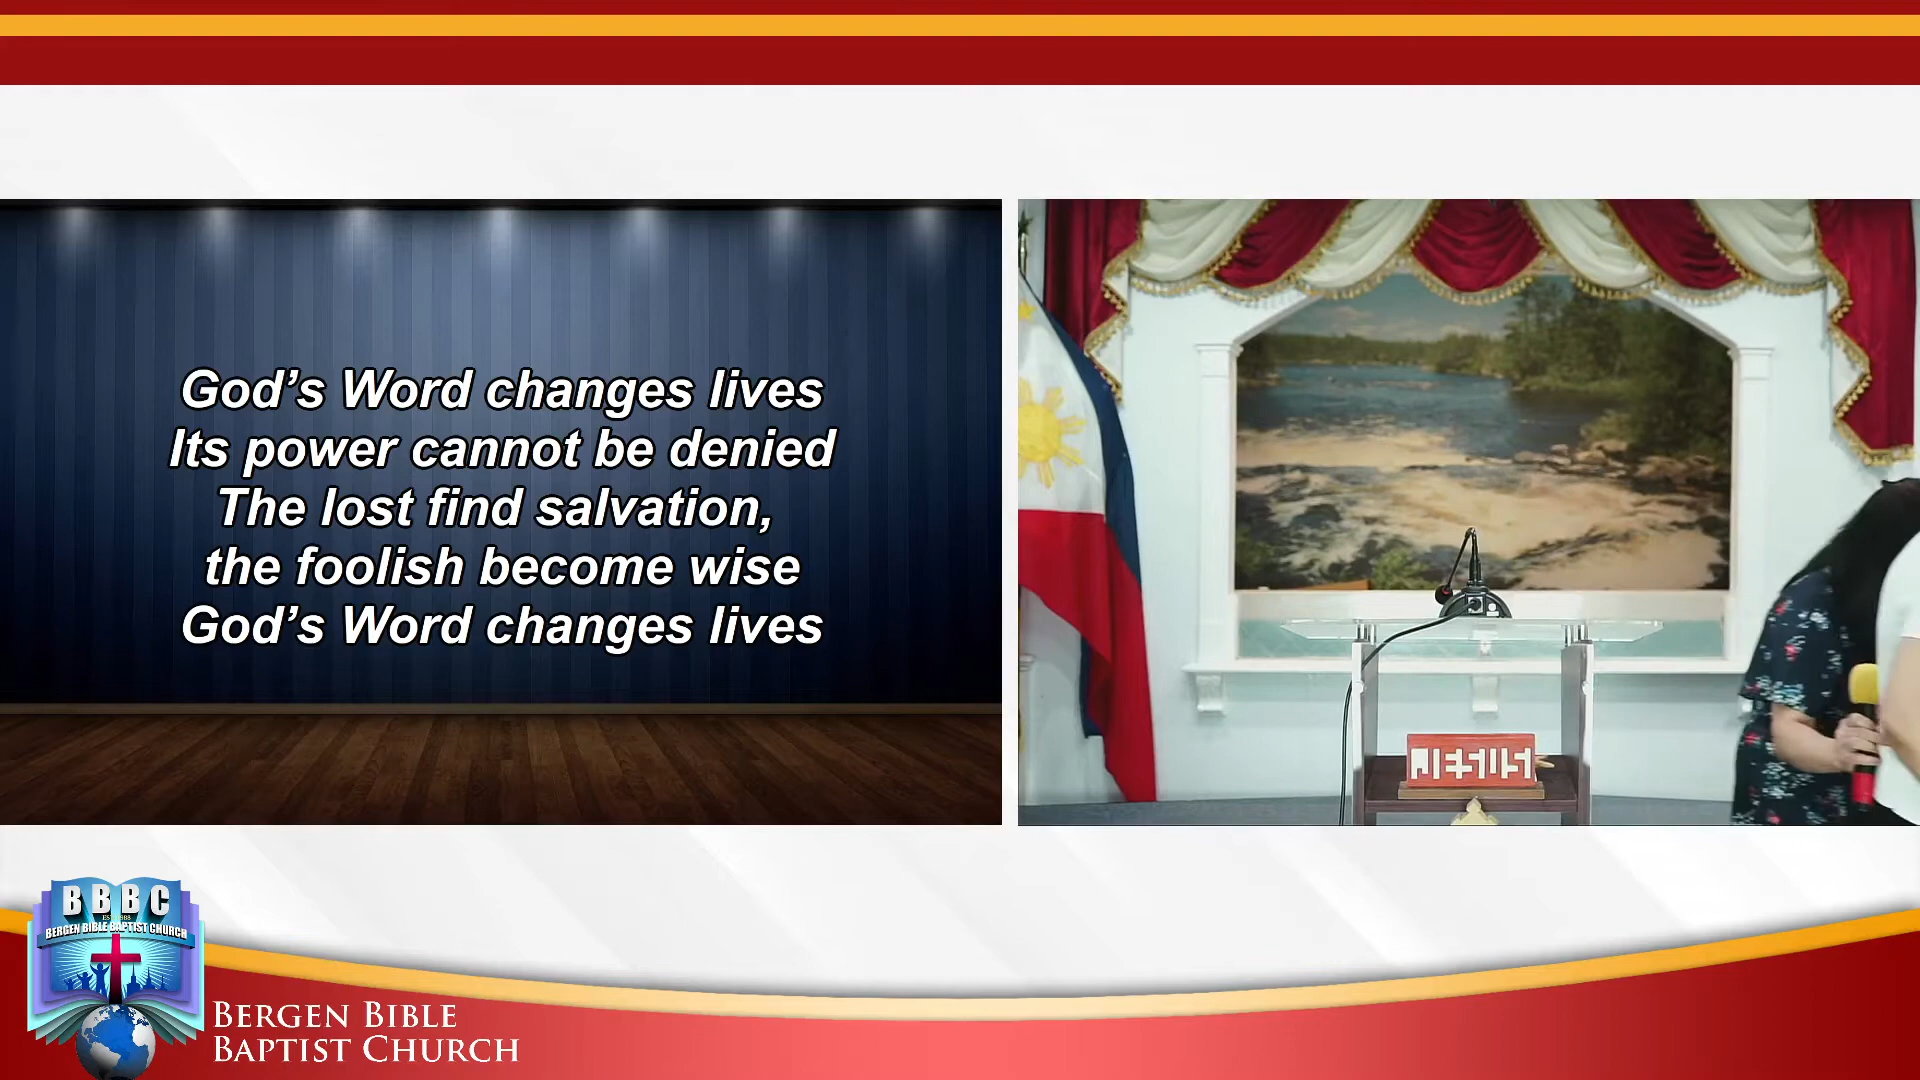 God’s Word changes lives
Its power cannot be denied
The lost find salvation,
the foolish become wise
God’s Word changes lives
JESUS
BBBC
BERGEN BIBLE BAPTIST CHURCH
BERGEN BIBLE
BAPTIST CHURCH